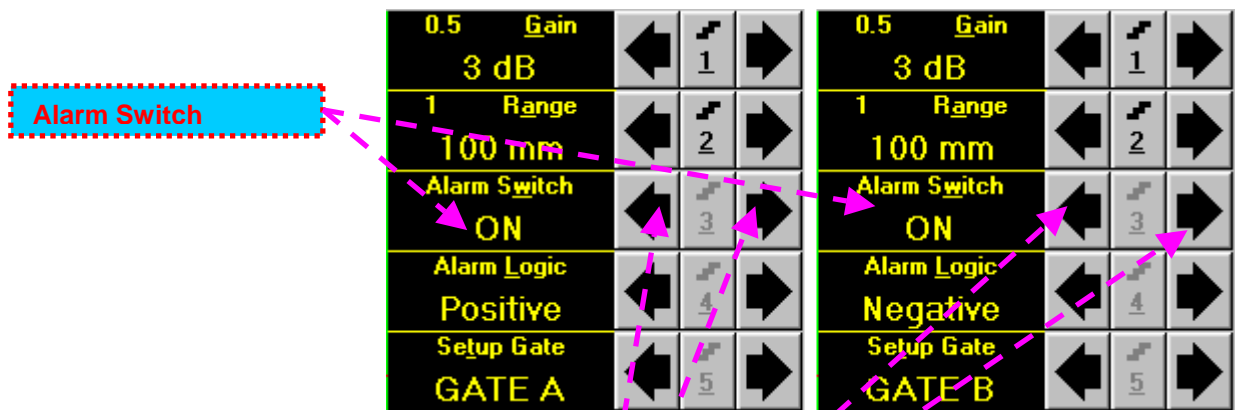 Alarm Switch
0.5 Gain
3 dB
1
1 Range
100 mm
2
Alarm Switch
ON
3
Alarm Logic
Positive
4
Setup Gate
GATE A
5
0.5 Gain
3 dB
1
1 Range
100 mm
2
Alarm Switch
ON
3
Alarm Logic
Negative
4
Setup Gate
GATE B
5